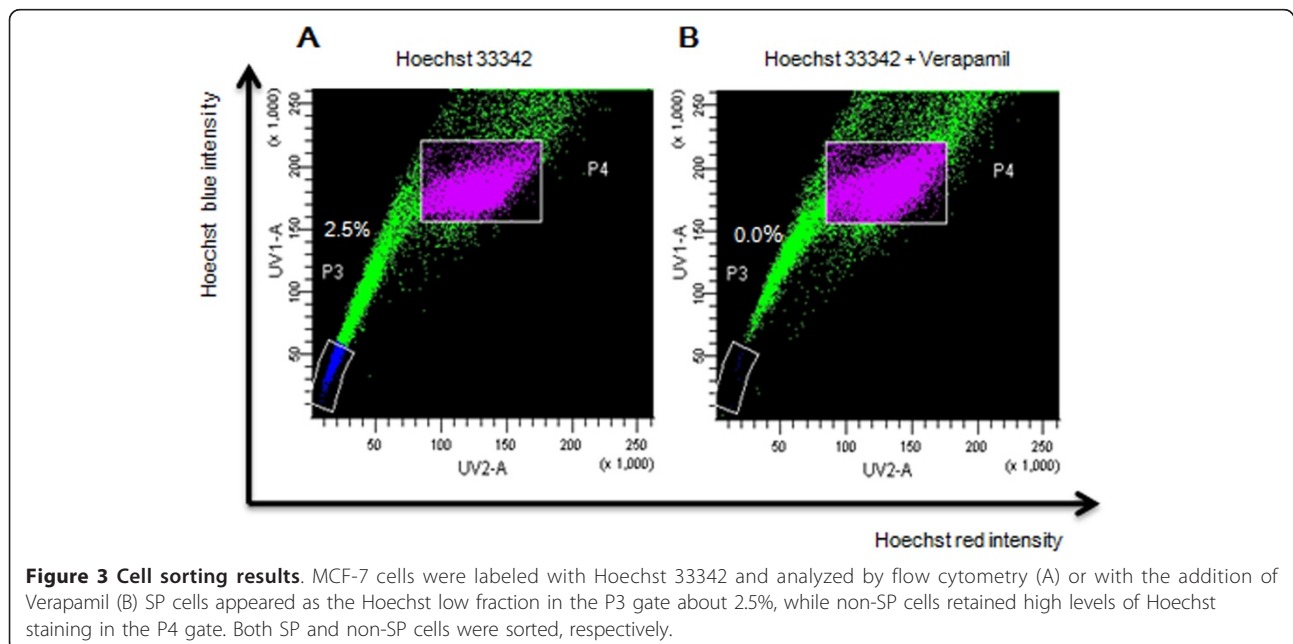 A
B
Hoechst 33342
Hoechst 33342 + Verapamil
Hoechst blue intensity
(x 1,000)
250
200
150
100
50
UV1-A
2.5%
P3
P4
50
100
150
200
250
UV2-A
(x 1,000)
(x 1,000)
250
200
150
100
50
UV1-A
0.0%
P3
P4
50
100
150
200
250
UV2-A
(x 1,000)
Hoechst red intensity
Figure 3 Cell sorting results. MCF-7 cells were labeled with Hoechst 33342 and analyzed by flow cytometry (A) or with the addition of
Verapamil (B) SP cells appeared as the Hoechst low fraction in the P3 gate about 2.5%, while non-SP cells retained high levels of Hoechst
staining in the P4 gate. Both SP and non-SP cells were sorted, respectively.